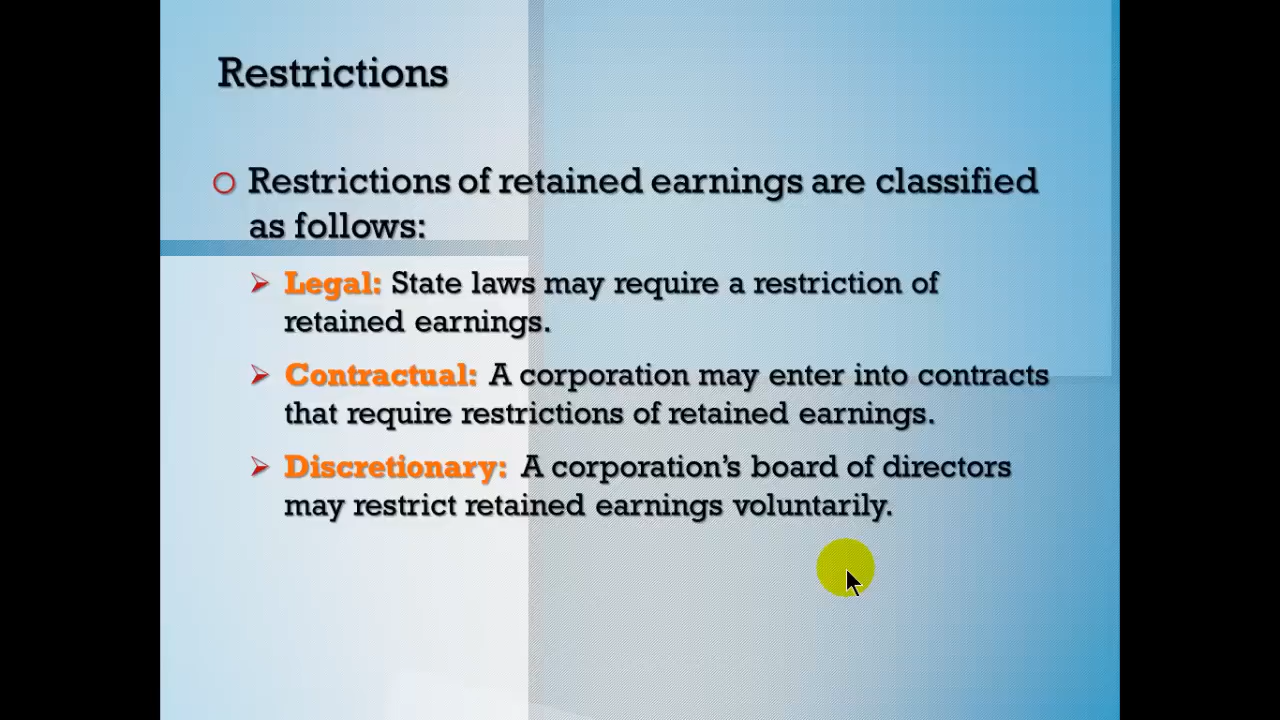 Restrictions
Restrictions of retained earnings are classified
as follows:
Legal: State laws may require a restriction of
retained earnings.
Contractual: A corporation may enter into contracts
that require restrictions of retained earnings.
Discretionary: A corporation’s board of directors
may restrict retained earnings voluntarily.